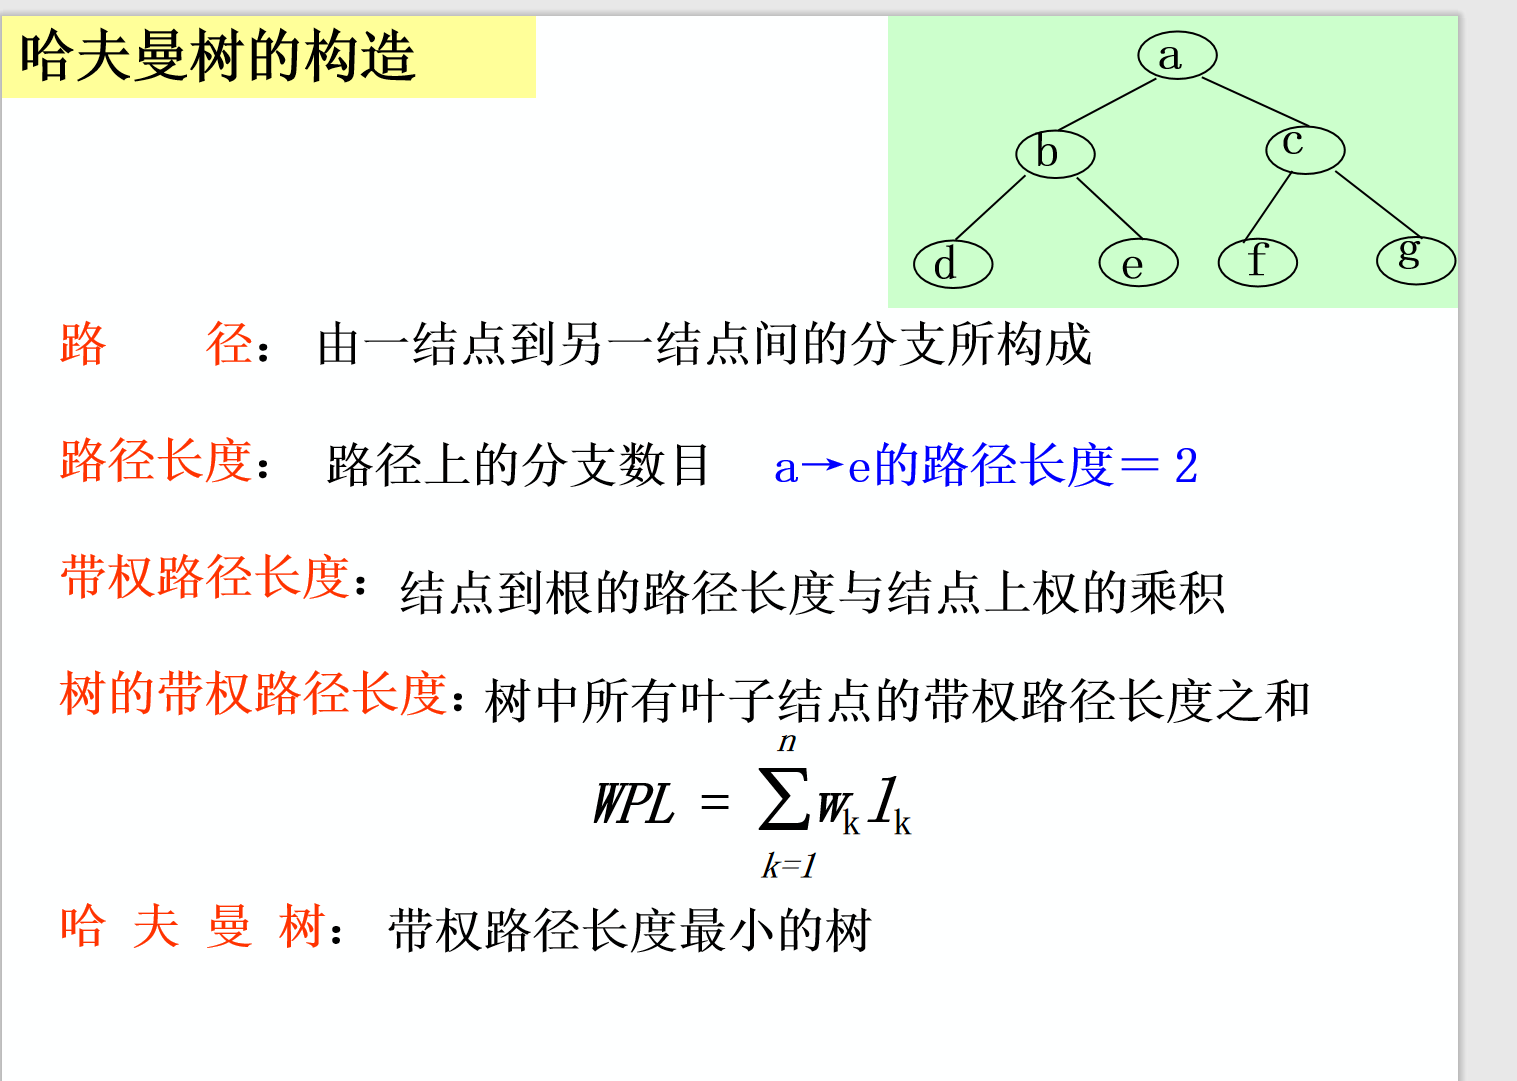 哈夫曼树的构造
a
b
c
d
e
f
g
路 径： 由一结点到另一结点间的分支所构成
路径长度： 路径上的分支数目 a→e的路径长度＝2
带权路径长度：结点到根的路径长度与结点上权的乘积
树的带权路径长度：树中所有叶子结点的带权路径长度之和
n
WPL = ∑wklk
k=1
哈 夫 曼 树： 带权路径长度最小的树